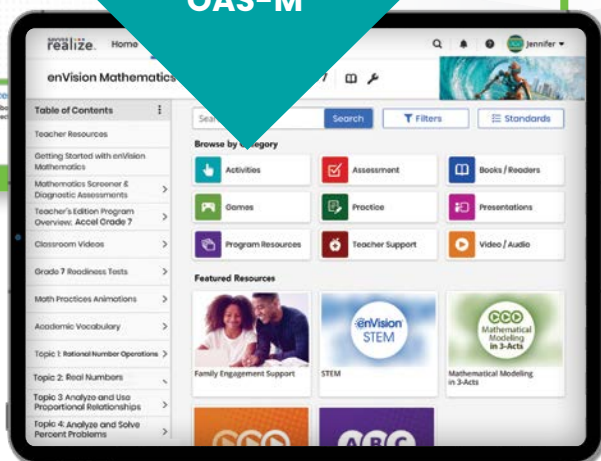 OAS-M
realize.
Home
Jennifer
enVision Mathematics
Table of Contents
Teacher Resources
Getting Started with enVision
Mathematics
Mathematics Screener &
Diagnostic Assessments
Teacher's Edition Program
Overview: Accel Grade 7
Classroom Videos
Grade 7 Readiness Tests
Math Practices Animations
Academic Vocabulary
Topic 1: Rational Number Operations
Topic 2: Real Numbers
Topic 3 Analyze and Use
Proportional Relationships
Topic 4: Analyze and Solve
Percent Problems
Search
Filters
Standards
Browse by Category
Activities
Assessment
Books / Readers
Games
Practice
Presentations
Program Resources
Teacher Support
Video / Audio
Featured Resources
enVision
STEM
Mathematical
Modeling
in 3-Acts
Family Engagement Support
STEM
Mathematical Modeling
in 3-Acts
ABC